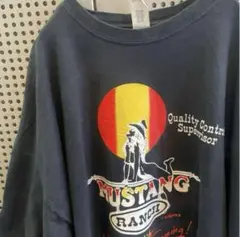 Quality Control
Supervisor
MUSTANG
RANCH